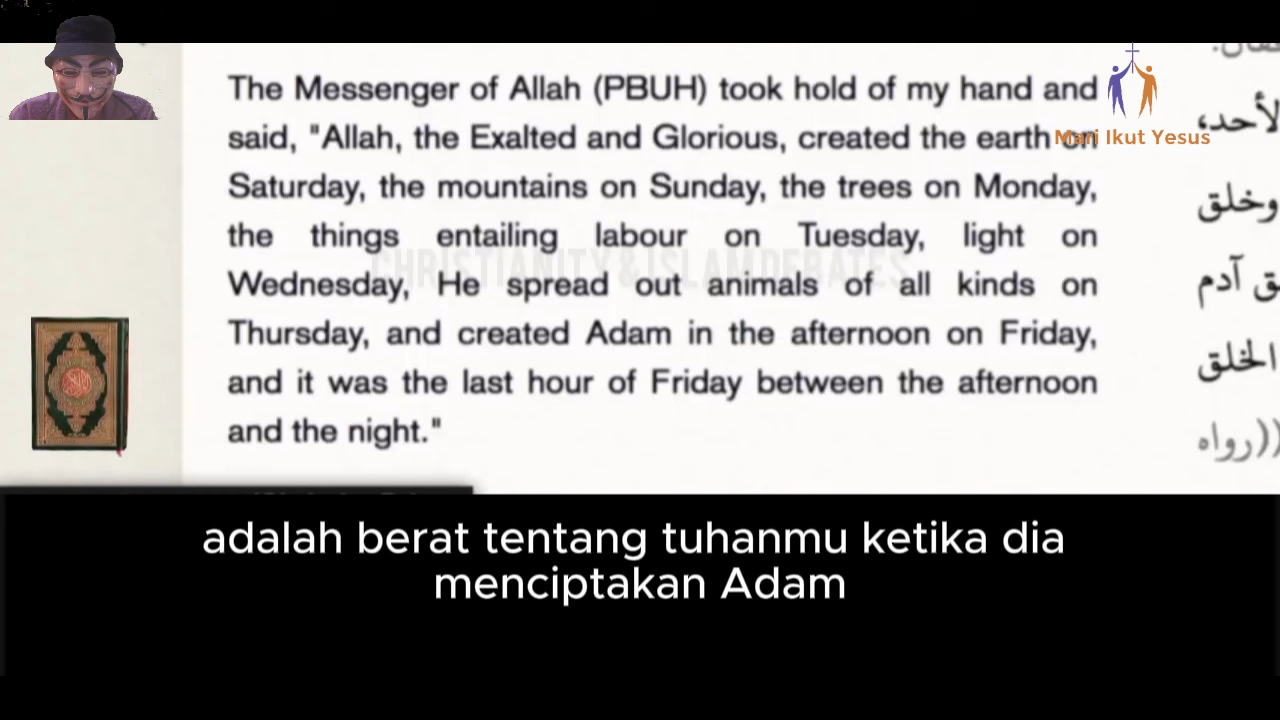 The Messenger of Allah (PBUH) took hold of my hand and
said, "Allah, the Exalted and Glorious, created the earth on
Saturday, the mountains on Sunday, the trees on Monday,
the things entailing labour on Tuesday, light on
Wednesday, He spread out animals of all kinds on
Thursday, and created Adam in the afternoon on Friday,
and it was the last hour of Friday between the afternoon
and the night."
Mari Ikut Yesus
CHRISTIANITY & ISLAM DEBATES
وخلق
آدم
الخلق
((رواه
adalah berat tentang tuhanmu ketika dia
menciptakan Adam